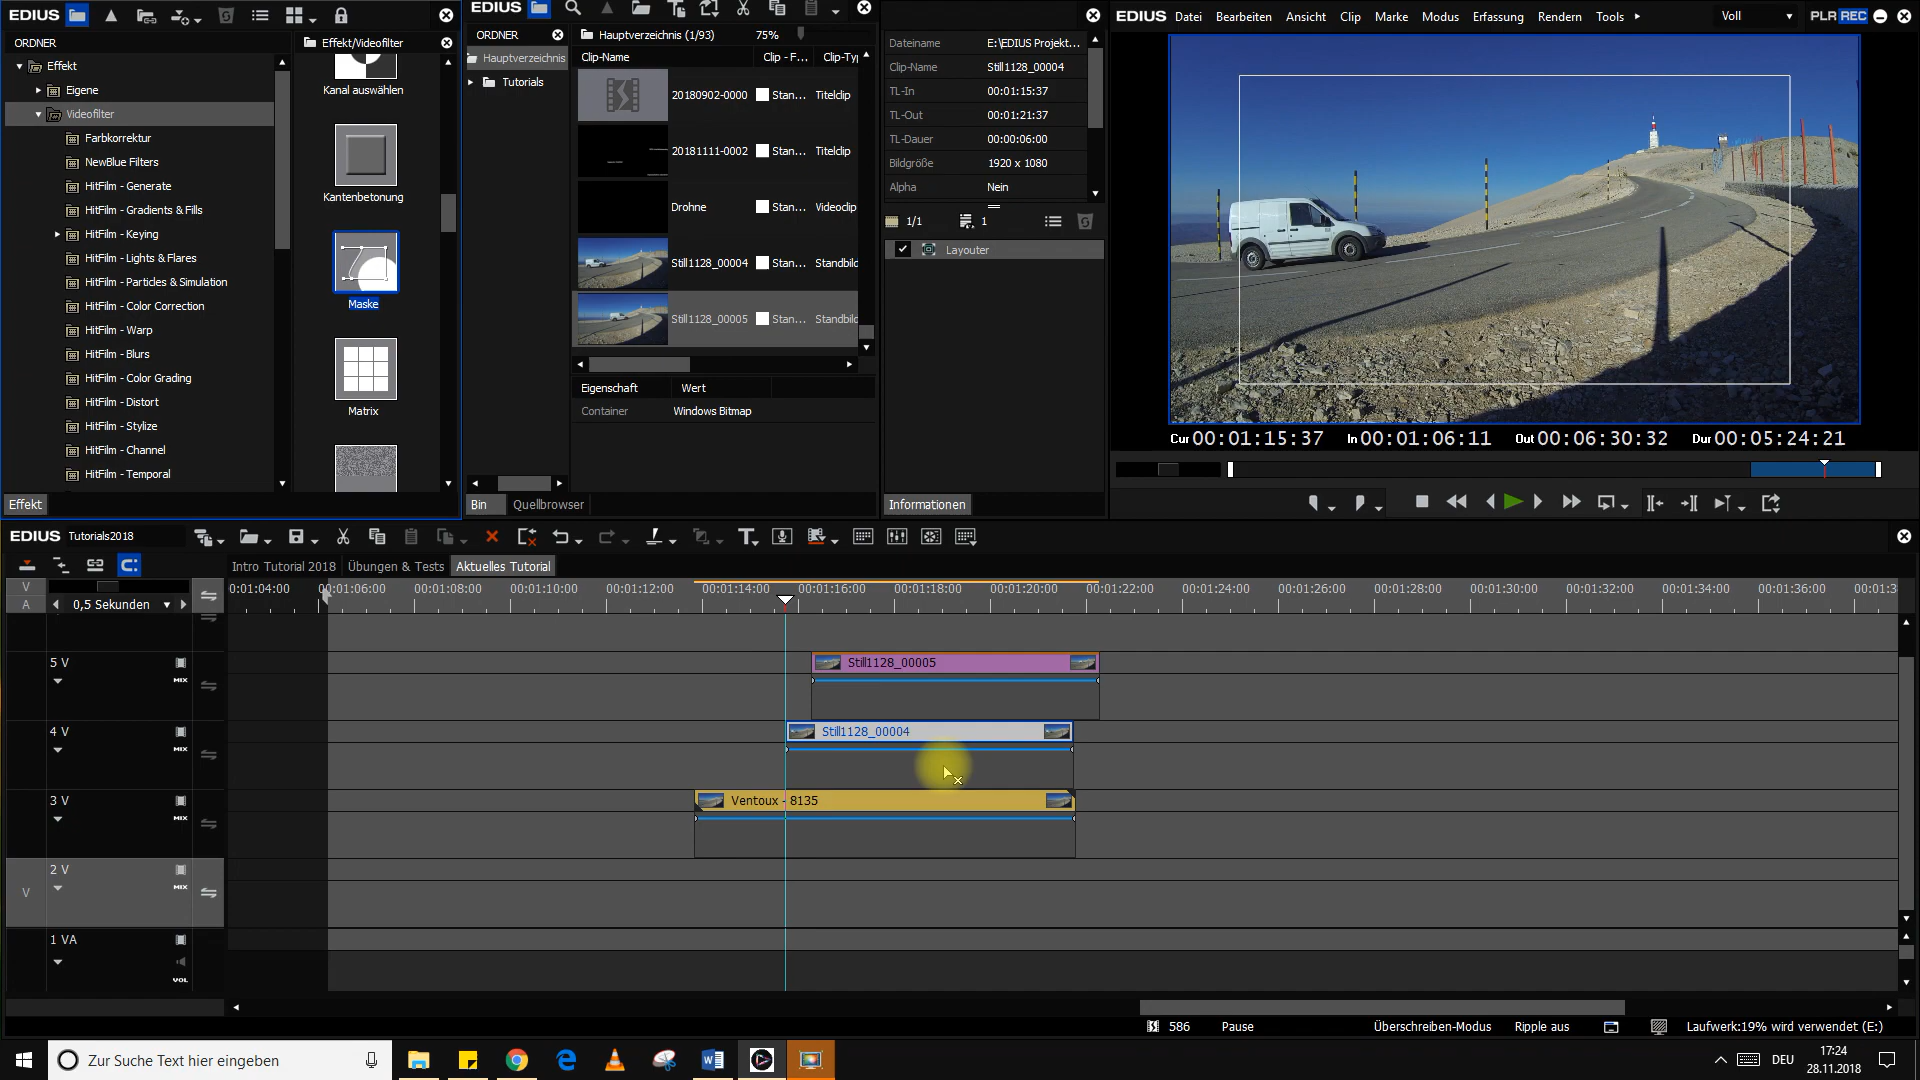 EDIUS
ORDNER
Effekt
Eigene
Videofilter
Farbkorrektur
NewBlue Filters
HitFilm - Generate
HitFilm - Gradients & Fills
HitFilm - Keying
HitFilm - Lights & Flares
HitFilm - Particles & Simulation
HitFilm - Color Correction
HitFilm - Warp
HitFilm - Blurs
HitFilm - Color Grading
HitFilm - Distort
HitFilm - Stylize
HitFilm - Channel
HitFilm - Temporal
Effekt
Effekt/Videofilter
Kanal auswählen
Kantenbetonung
Maske
Matrix
EDIUS
ORDNER
Hauptverzeichnis
Tutorials
Hauptverzeichnis (1/93) 75%
Clip-Name Clip - F... Clip-Typ
20180902-0000 Stan... Titelclip
20181111-0002 Stan... Titelclip
Drohne Stan... Videoclip
Still1128_00004 Stan... Standbild
Still1128_00005 Stan... Standbild
Eigenschaft Wert
Container Windows Bitmap
Bin Quellbrowser
Dateiname E:\EDIUS Projekt...
Clip-Name Still1128_00004
TL-In 00:01:15:37
TL-Out 00:01:21:37
TL-Dauer 00:00:06:00
Bildgröße 1920 x 1080
Alpha Nein
1/1 1
Layouter
Informationen
EDIUS Datei Bearbeiten Ansicht Clip Marke Modus Erfassung Rendern Tools Voll PLR REC
Cur 00:01:15:37 In 00:01:06:11 Out 00:06:30:32 Dur 00:05:24:21
EDIUS Tutorials2018
Intro Tutorial 2018 Übungen & Tests Aktuelles Tutorial
V
A 0,5 Sekunden
0:01:04:00 00:01:06:00 00:01:08:00 00:01:10:00 00:01:12:00 00:01:14:00 00:01:16:00 00:01:18:00 00:01:20:00 00:01:22:00 00:01:24:00 00:01:26:00 00:01:28:00 00:01:30:00 00:01:32:00 00:01:34:00 00:01:36:00 00:01:3
5 V Still1128_00005
MIX
4 V Still1128_00004
MIX
3 V Ventoux - 8135
MIX
2 V
V MIX
1 VA
VOL
586 Pause Überschreiben-Modus Ripple aus Laufwerk:19% wird verwendet (E:)
Zur Suche Text hier eingeben
DEU
17:24
28.11.2018